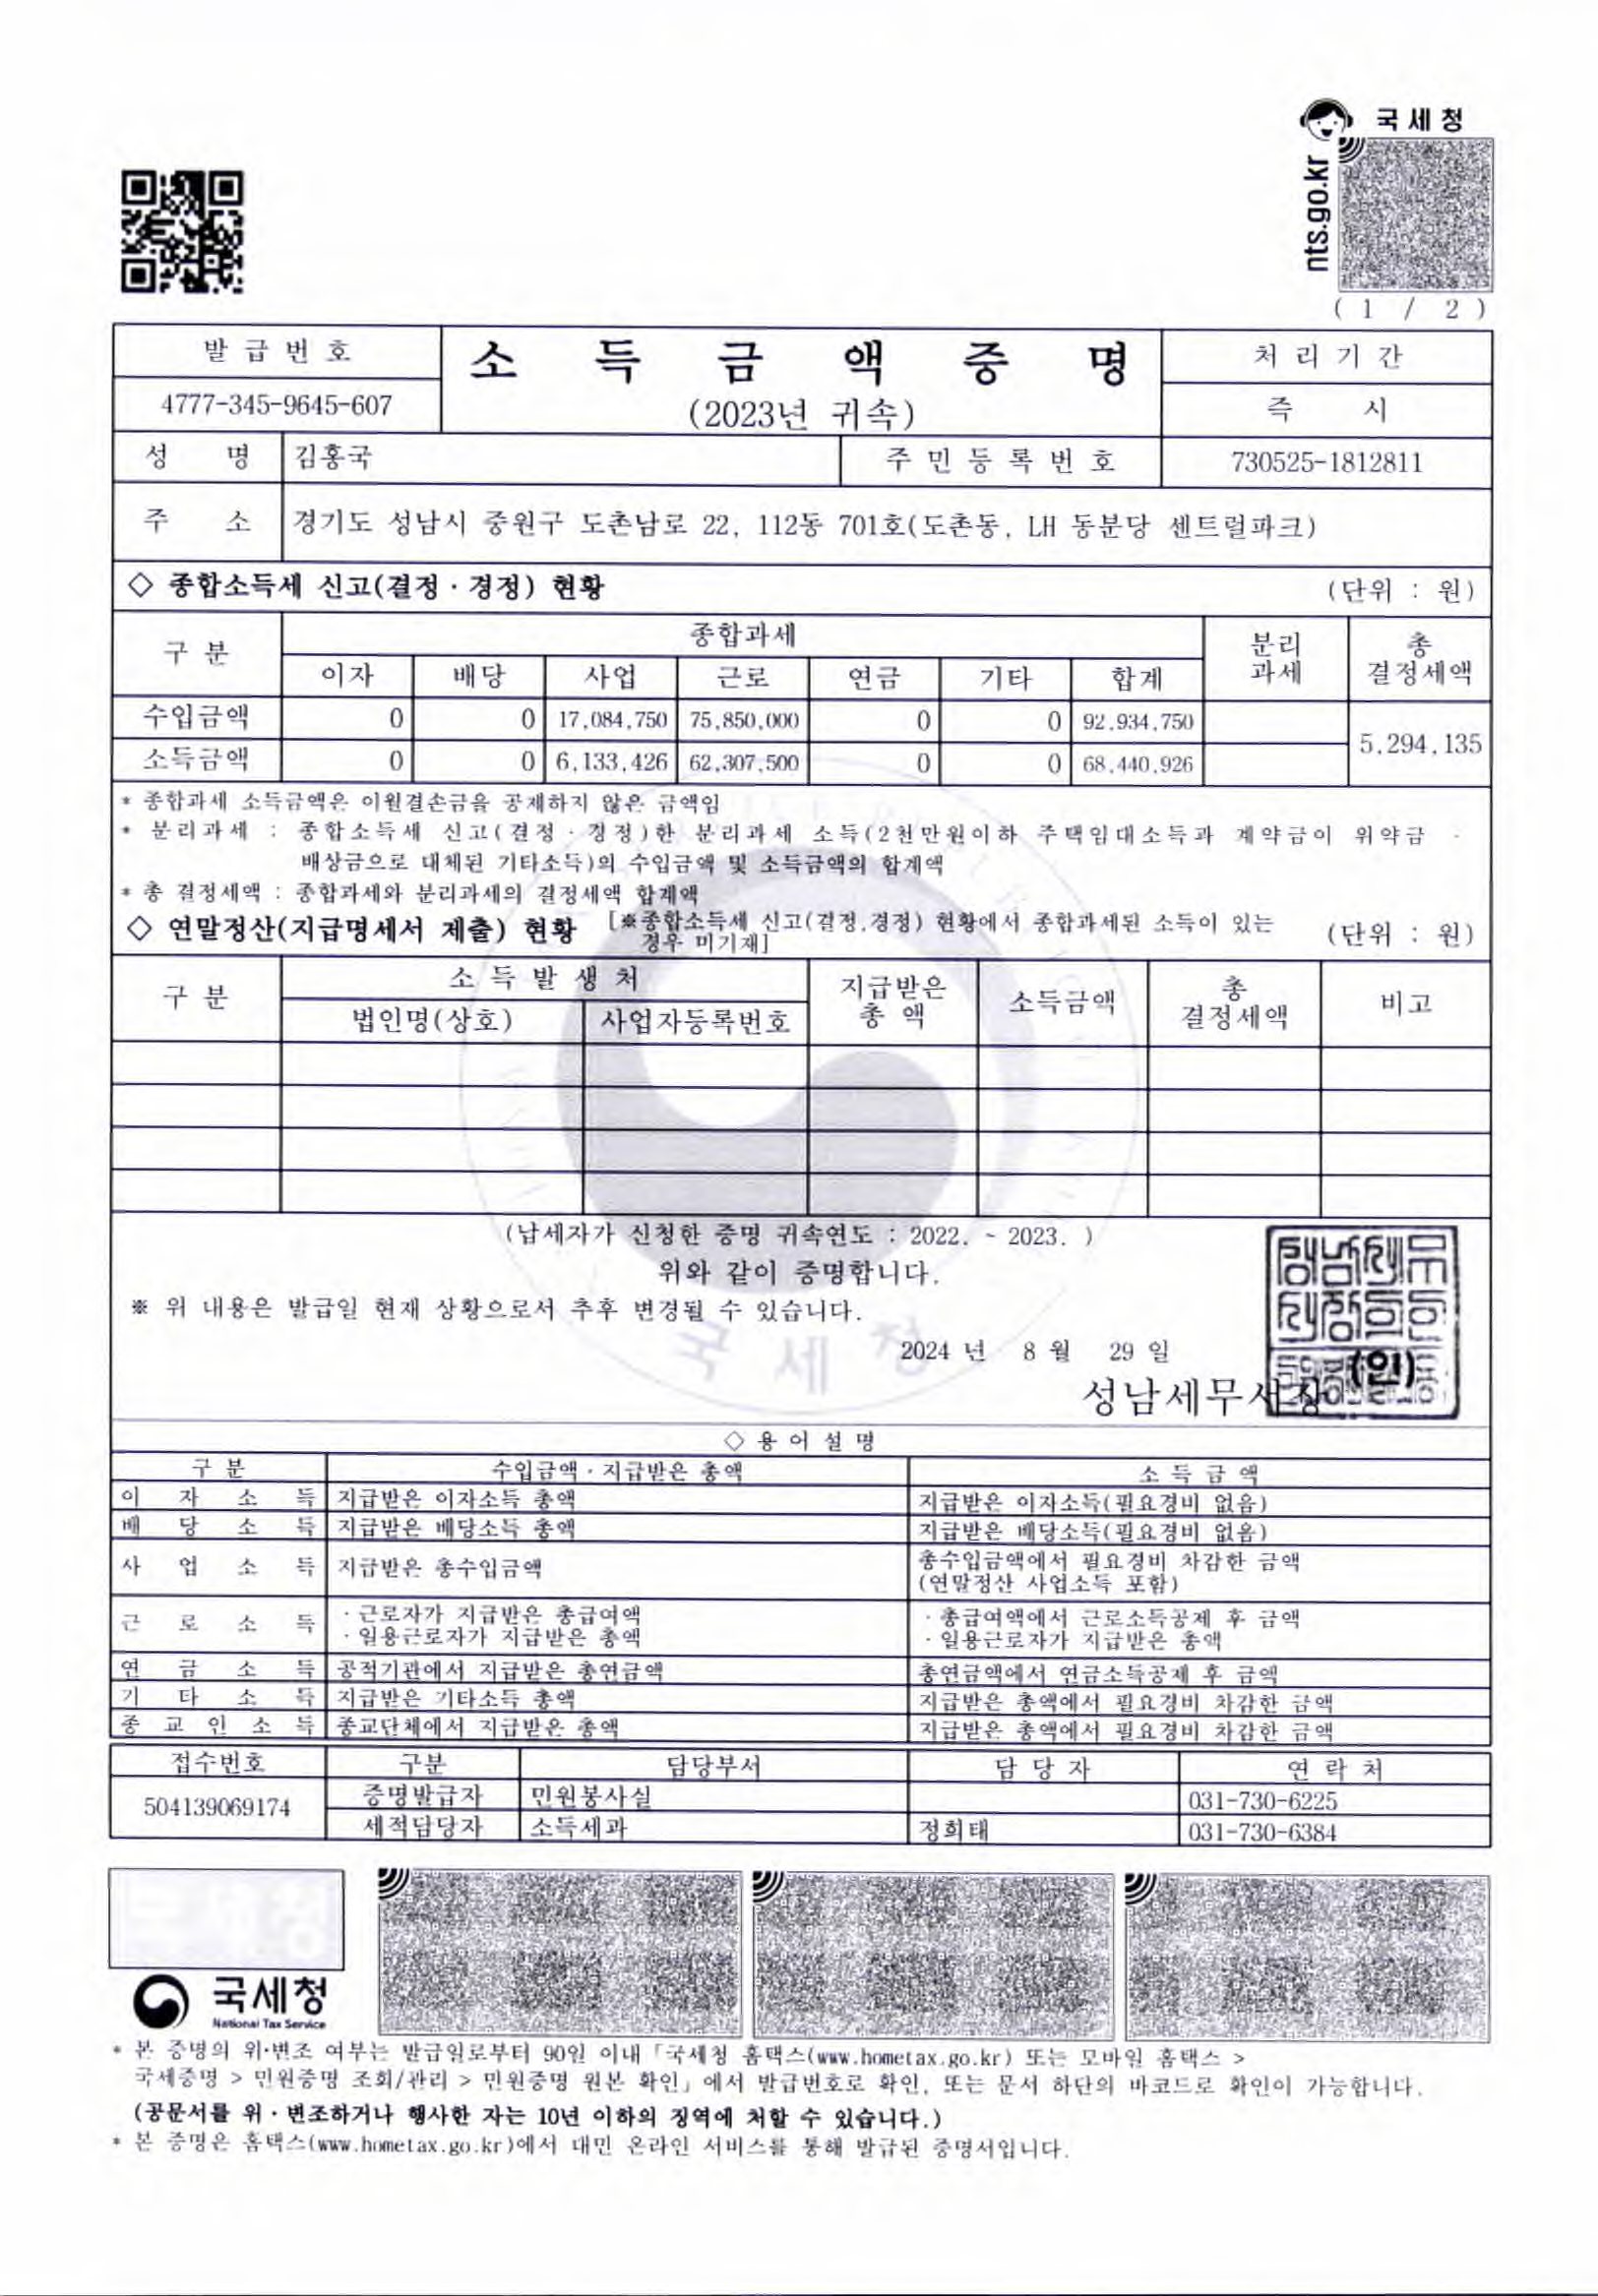 국세청
nts.go.kr
( 1 / 2 )
발 급 번 호
4777-345-9645-607
소 득 금 액 증 명
(2023년 귀속)
처 리 기 간
즉 시
성 명 김홍국 주 민 등 록 번 호 730525-1812811
주 소 경기도 성남시 중원구 도촌남로 22, 112동 701호(도촌동, LH 동분당 센트럴파크)
◇ 종합소득세 신고(결정 · 경정) 현황 (단위 : 원)
구 분 종합과세 분리과세 총결정세액
이자 배당 사업 근로 연금 기타 합계
수입금액 0 0 17,084,750 75,850,000 0 0 92,934,750
5,294,135
소득금액 0 0 6,133,426 62,307,500 0 0 68,440,926
* 종합과세 소득금액은 이월결손금을 공제하지 않은 금액임
* 분리과세 : 종합소득세 신고(결정 · 경정)한 분리과세 소득(2천만원이하 주택임대소득과 계약금이 위약금 ·
배상금으로 대체된 기타소득)의 수입금액 및 소득금액의 합계액
* 총 결정세액 : 종합과세와 분리과세의 결정세액 합계액
◇ 연말정산(지급명세서 제출) 현황 [※종합소득세 신고(결정.경정) 현황에서 종합과세된 소득이 있는
경우 미기재] (단위 : 원)
구 분 소 득 발 생 처 지급받은 총 액 소득금액 총결정세액 비고
법인명(상호) 사업자등록번호
(납세자가 신청한 증명 귀속연도 : 2022. ~ 2023. )
위와 같이 증명합니다.
※ 위 내용은 발급일 현재 상황으로서 추후 변경될 수 있습니다.
국세청
2024 년 8 월 29 일
성남세무서장 (인)
◇ 용 어 설 명
구 분 수입금액 · 지급받은 총액 소 득 금 액
이 자 소 득 지급받은 이자소득 총액 지급받은 이자소득(필요경비 없음)
배 당 소 득 지급받은 배당소득 총액 지급받은 배당소득(필요경비 없음)
사 업 소 득 지급받은 총수입금액 총수입금액에서 필요경비 차감한 금액
(연말정산 사업소득 포함)
근 로 소 득 · 근로자가 지급받은 총급여액 · 총급여액에서 근로소득공제 후 금액
· 일용근로자가 지급받은 총액 · 일용근로자가 지급받은 총액
연 금 소 득 공적기관에서 지급받은 총연금액 총연금액에서 연금소득공제 후 금액
기 타 소 득 지급받은 기타소득 총액 지급받은 총액에서 필요경비 차감한 금액
종 교 인 소 득 종교단체에서 지급받은 총액 지급받은 총액에서 필요경비 차감한 금액
접수번호 구분 담당부서 담 당 자 연 락 처
504139069174 증명발급자 민원봉사실 031-730-6225
세적담당자 소득세과 정희태 031-730-6384
국세청
National Tax Service
* 본 증명의 위·변조 여부는 발급일로부터 90일 이내「국세청 홈택스(www.hometax.go.kr) 또는 모바일 홈택스 >
국세증명 > 민원증명 조회/관리 > 민원증명 원본 확인」에서 발급번호로 확인, 또는 문서 하단의 바코드로 확인이 가능합니다.
(공문서를 위 · 변조하거나 행사한 자는 10년 이하의 징역에 처할 수 있습니다.)
* 본 증명은 홈택스(www.hometax.go.kr)에서 대민 온라인 서비스를 통해 발급된 증명서입니다.